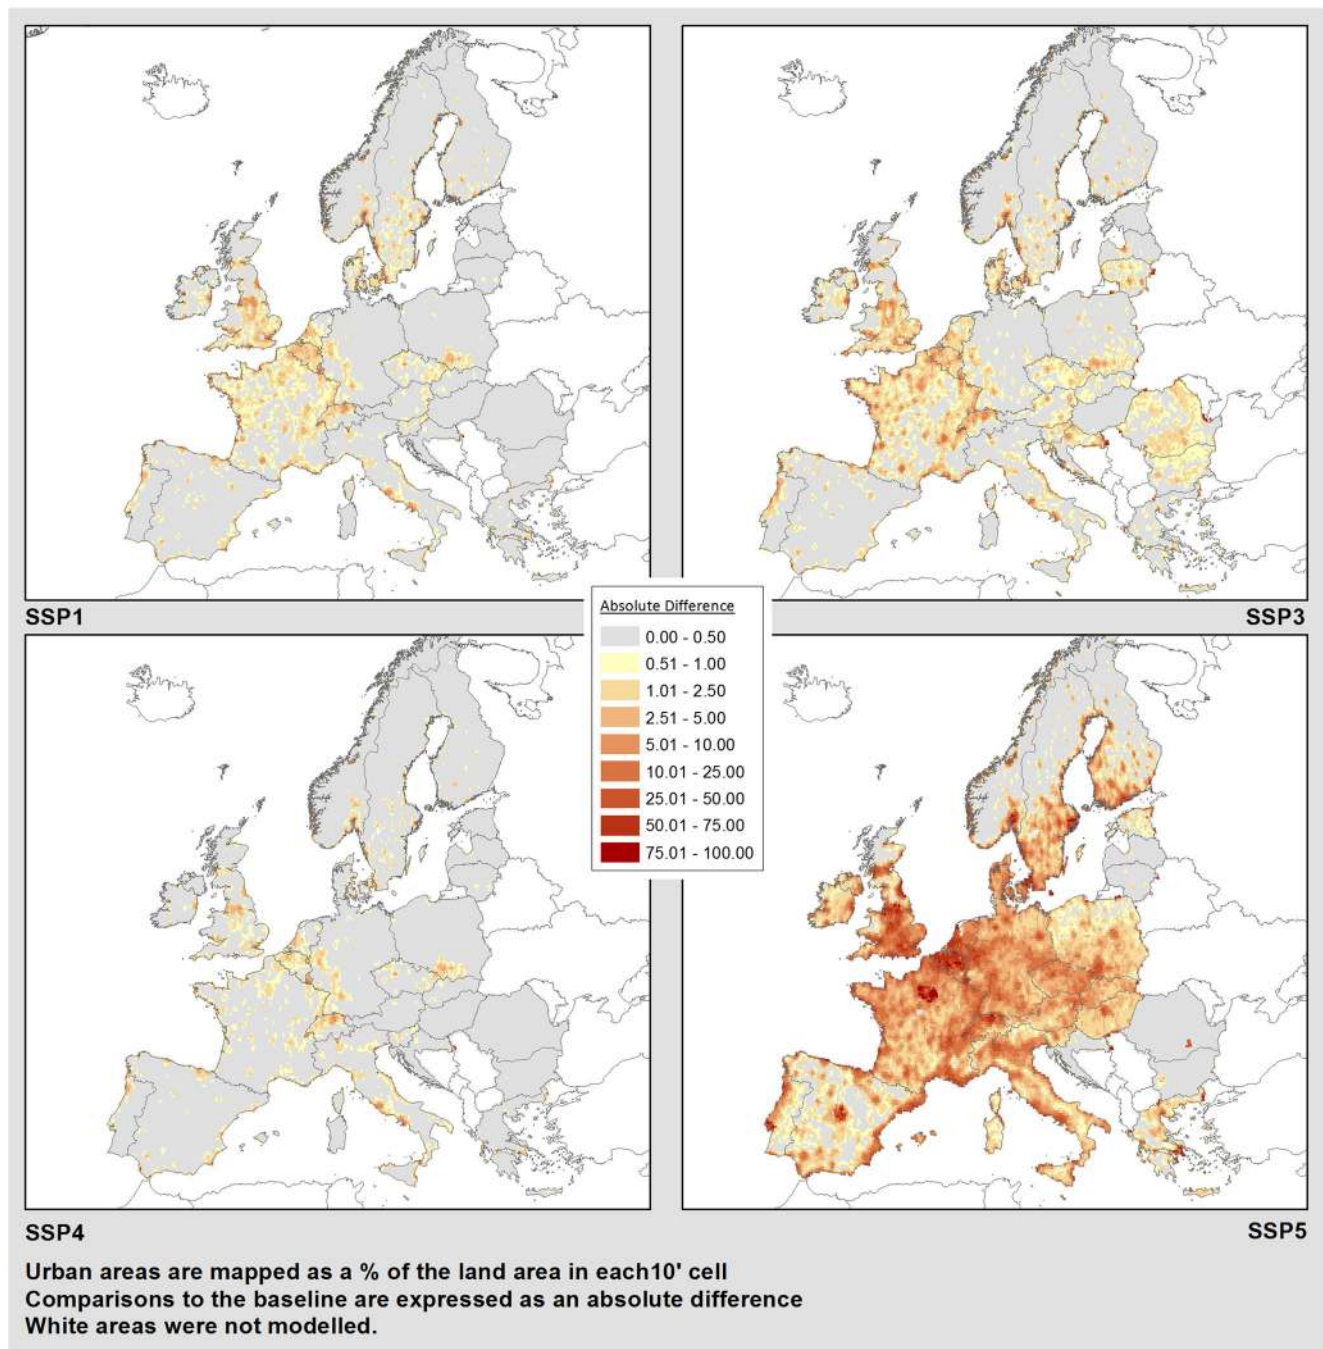 SSP1
SSP3
Absolute Difference
0.00 - 0.50
0.51 - 1.00
1.01 - 2.50
2.51 - 5.00
5.01 - 10.00
10.01 - 25.00
25.01 - 50.00
50.01 - 75.00
75.01 - 100.00
SSP4
SSP5
Urban areas are mapped as a % of the land area in each10' cell
Comparisons to the baseline are expressed as an absolute difference
White areas were not modelled.